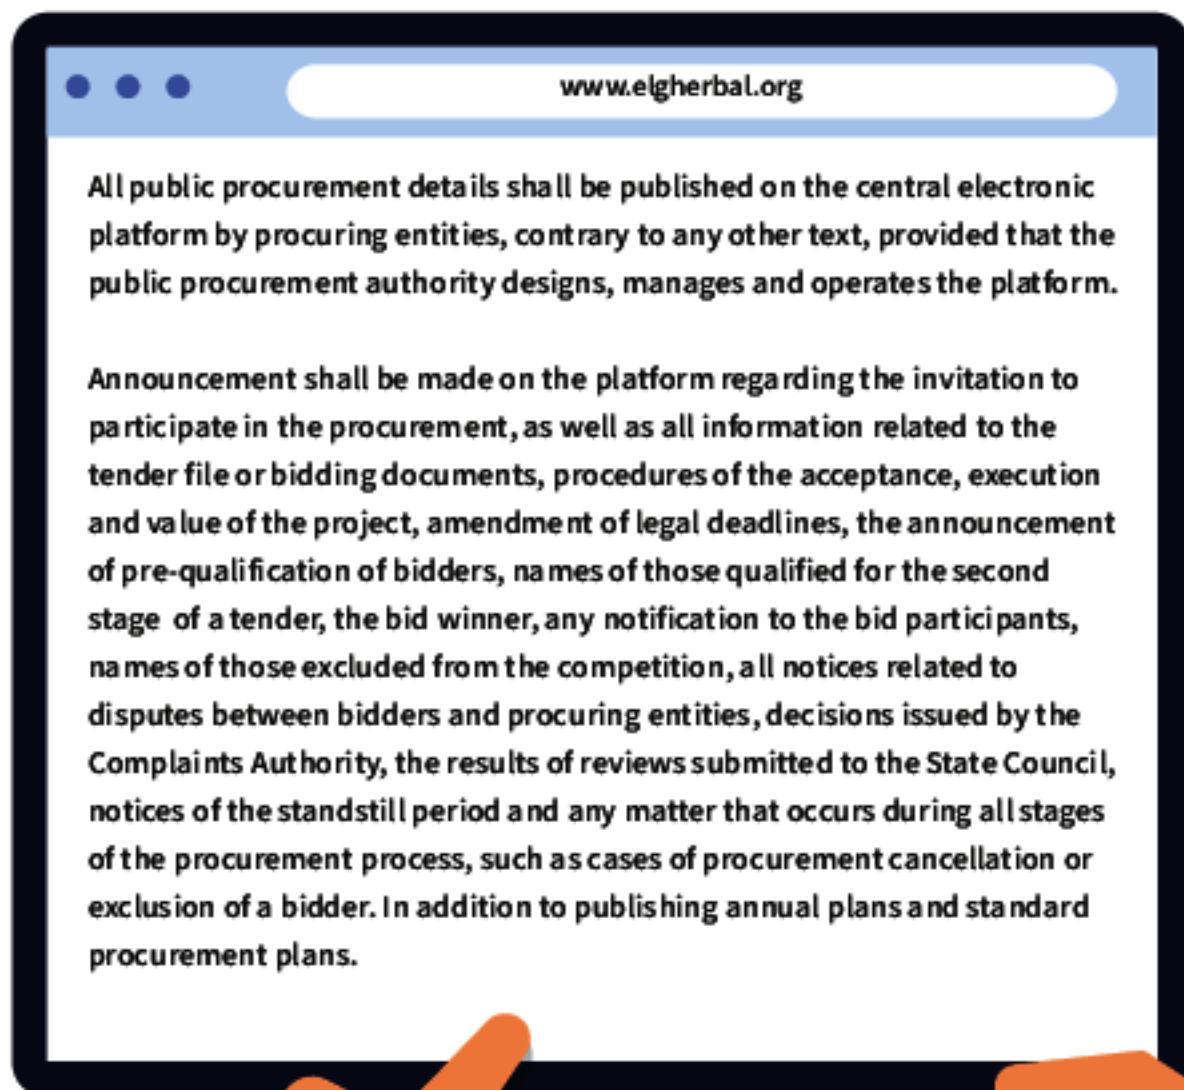 www.elgherbal.org
All public procurement details shall be published on the central electronic
platform by procuring entities, contrary to any other text, provided that the
public procurement authority designs, manages and operates the platform.
Announcement shall be made on the platform regarding the invitation to
participate in the procurement, as well as all information related to the
tender file or bidding documents, procedures of the acceptance, execution
and value of the project, amendment of legal deadlines, the announcement
of pre-qualification of bidders, names of those qualified for the second
stage of a tender, the bid winner, any notification to the bid participants,
names of those excluded from the competition, all notices related to
disputes between bidders and procuring entities, decisions issued by the
Complaints Authority, the results of reviews submitted to the State Council,
notices of the standstill period and any matter that occurs during all stages
of the procurement process, such as cases of procurement cancellation or
exclusion of a bidder. In addition to publishing annual plans and standard
procurement plans.